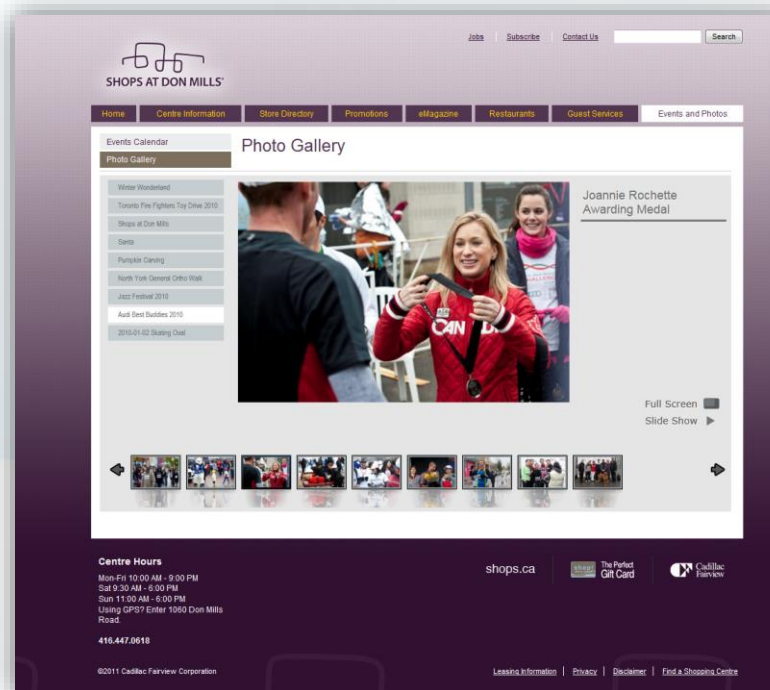 Jobs
Subscribe
Contact Us
Search
SHOPS AT DON MILLS
Home
Centre Information
Store Directory
Promotions
eMagazine
Restaurants
Guest Services
Events and Photos
Events Calendar
Photo Gallery
Photo Gallery
Winter Wonderland
Toronto Fire Fighters Toy Drive 2010
Shops at Don Mills
Santa
Pumpkin Carving
North York General Ortho Walk
Jazz Festival 2010
Audi Best Buddies 2010
2010-01-02 Skating Oval
CAN D
Joannie Rochette
Awarding Medal
Full Screen
Slide Show
Centre Hours
Mon-Fri 10:00 AM - 9:00 PM
Sat 9:30 AM - 6:00 PM
Sun 11:00 AM - 6:00 PM
Using GPS? Enter 1060 Don Mills
Road.
416.447.0618
shops.ca
shop!
The Perfect
Gift Card
Cadillac
Fairview
©2011 Cadillac Fairview Corporation
Leasing Information
Privacy
Disclaimer
Find a Shopping Centre